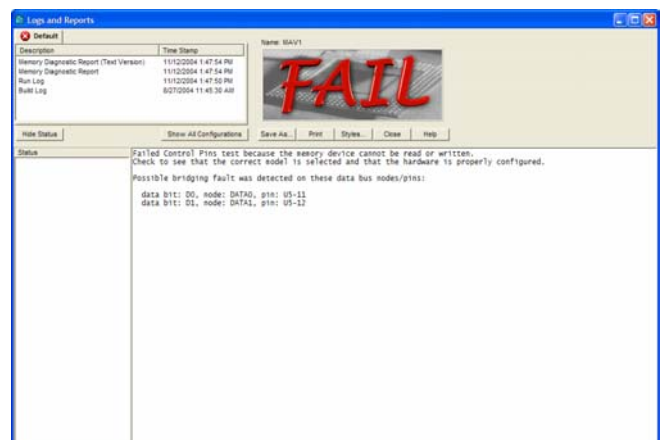 Logs and Reports
Default
Description Time Stamp
Memory Diagnostic Report (Text Version) 11/12/2004 1:47:54 PM
Memory Diagnostic Report 11/12/2004 1:47:54 PM
Run Log 11/12/2004 1:47:50 PM
Build Log 8/27/2004 11:45:30 AM
Name: MAV1
FAIL
Hide Status Show All Configurations Save As... Print Styles... Close Help
Status
Failed Control Pins test because the memory device cannot be read or written.
Check to see that the correct model is selected and that the hardware is properly configured.
Possible bridging fault was detected on these data bus nodes/pins:
data bit: D0, node: DATA0, pin: U5-11
data bit: D1, node: DATA1, pin: U5-12